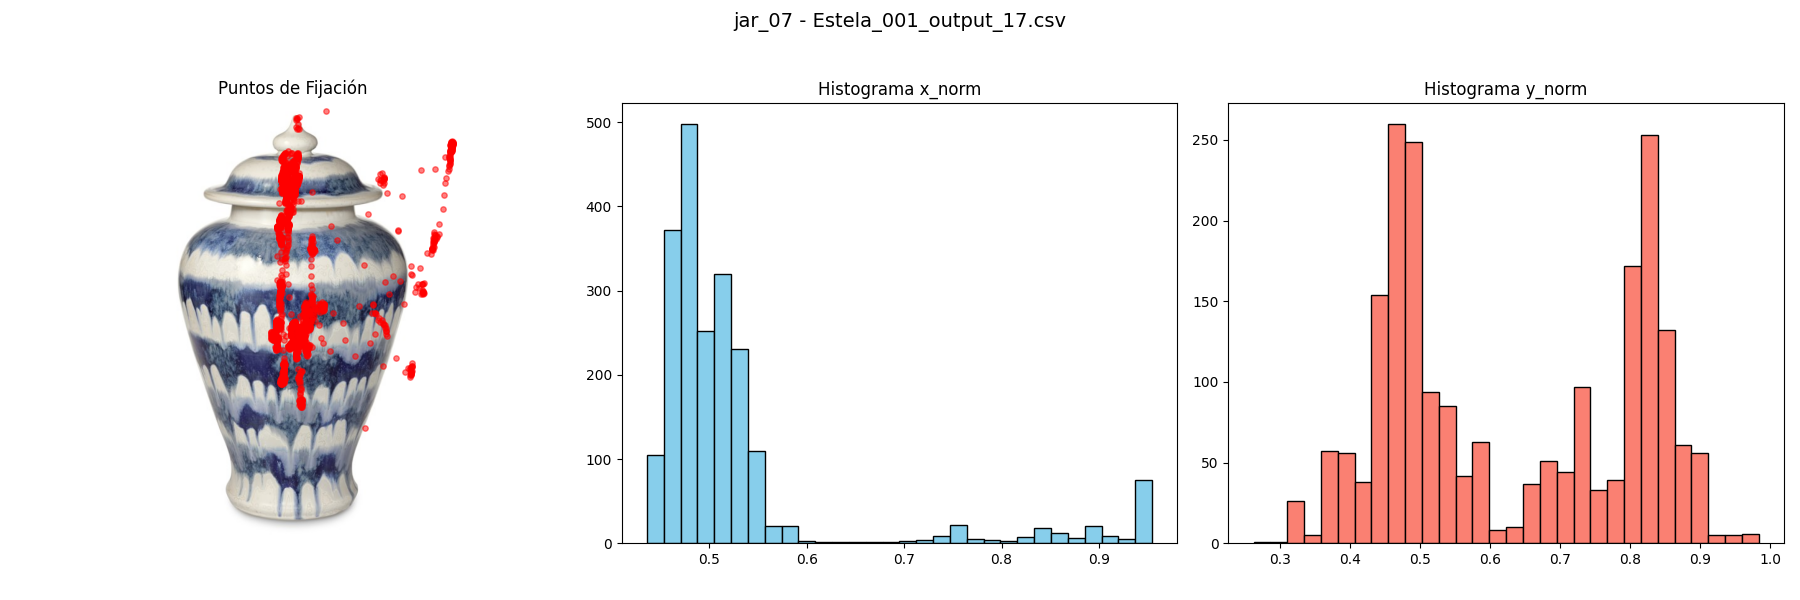 jar_07 - Estela_001_output_17.csv
Puntos de Fijación
Histograma x_norm
500
400
300
200
100
0
0.5 0.6 0.7 0.8 0.9
Histograma y_norm
250
200
150
100
50
0
0.3 0.4 0.5 0.6 0.7 0.8 0.9 1.0